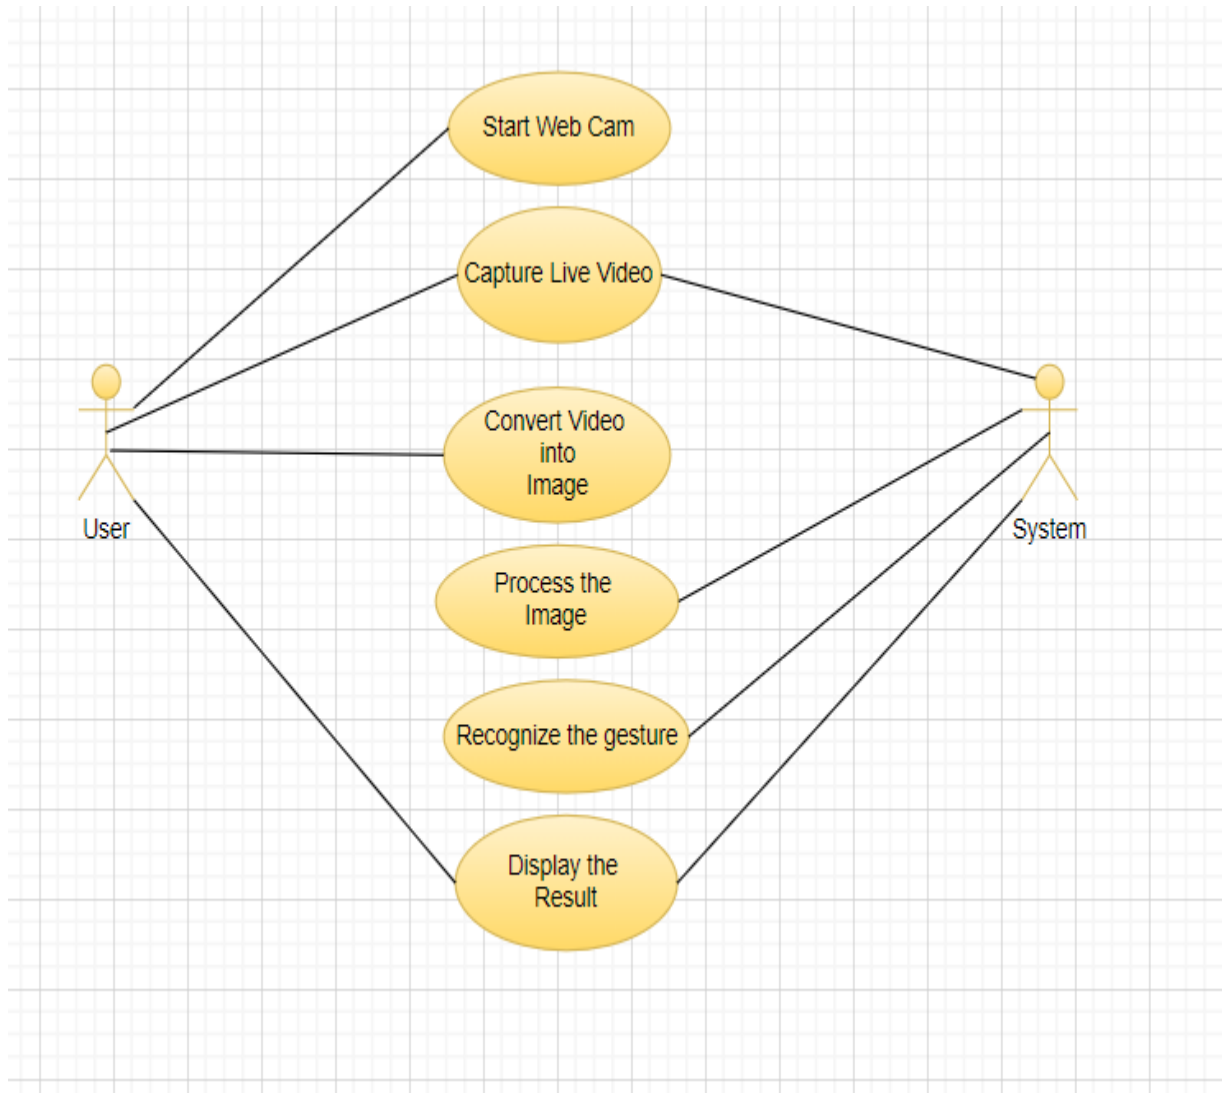 Start Web Cam
Capture Live Video
Convert Video
into
Image
User
System
Process the
Image
Recognize the gesture
Display the
Result